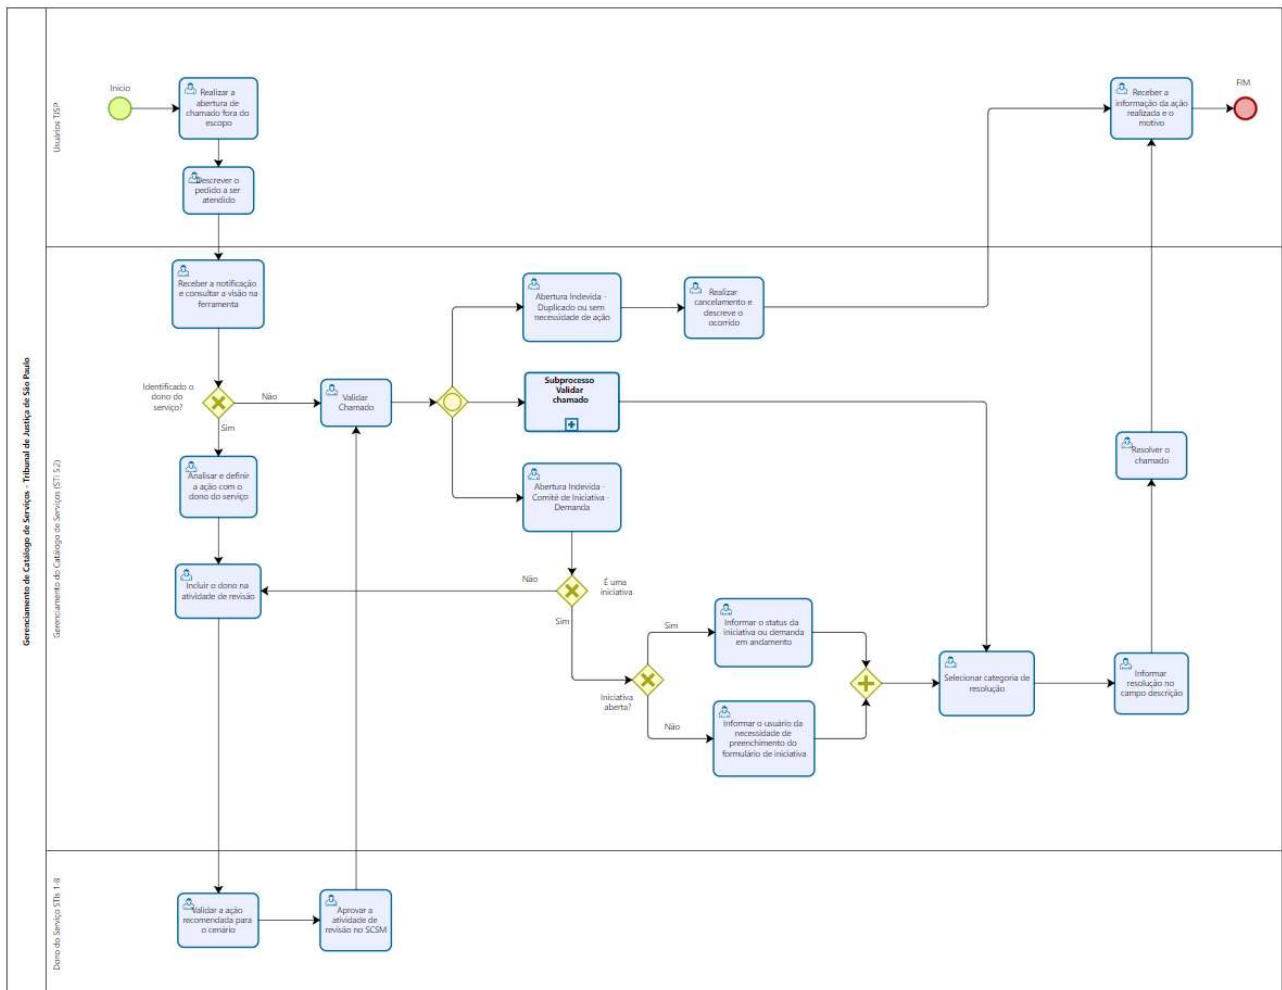 Gerenciamento de Catálogo de Serviços - Tribunal de Justiça de São Paulo
Usuários TJSP
Início
Realizar a
abertura de
chamado fora do
escopo
Descrever o
pedido a ser
atendido
Receber a
informação da ação
realizada e o
motivo
FIM
Gerenciamento do Catálogo de Serviços (STI 5.2)
Receber a notificação
e consultar a visão na
ferramenta
Identificado o
dono do
serviço?
Não
Sim
Validar
Chamado
Abertura Indevida -
Duplicado ou sem
necessidade de ação
Realizar
cancelamento e
descreve o
ocorrido
Subprocesso
Validar
chamado
Abertura Indevida -
Comitê de Iniciativa -
Demanda
Analisar e definir
a ação com o
dono do serviço
Incluir o dono na
atividade de revisão
Não
É uma
iniciativa
Sim
Iniciativa
aberta?
Sim
Não
Informar o status da
iniciativa ou demanda
em andamento
Informar o usuário da
necessidade de
preenchimento do
formulário de iniciativa
Selecionar categoria de
resolução
Informar
resolução no
campo descrição
Resolver o
chamado
Dono do Serviço STIs 1-8
Validar a ação
recomendada para
o cenário
Aprovar a
atividade de
revisão no SCSM